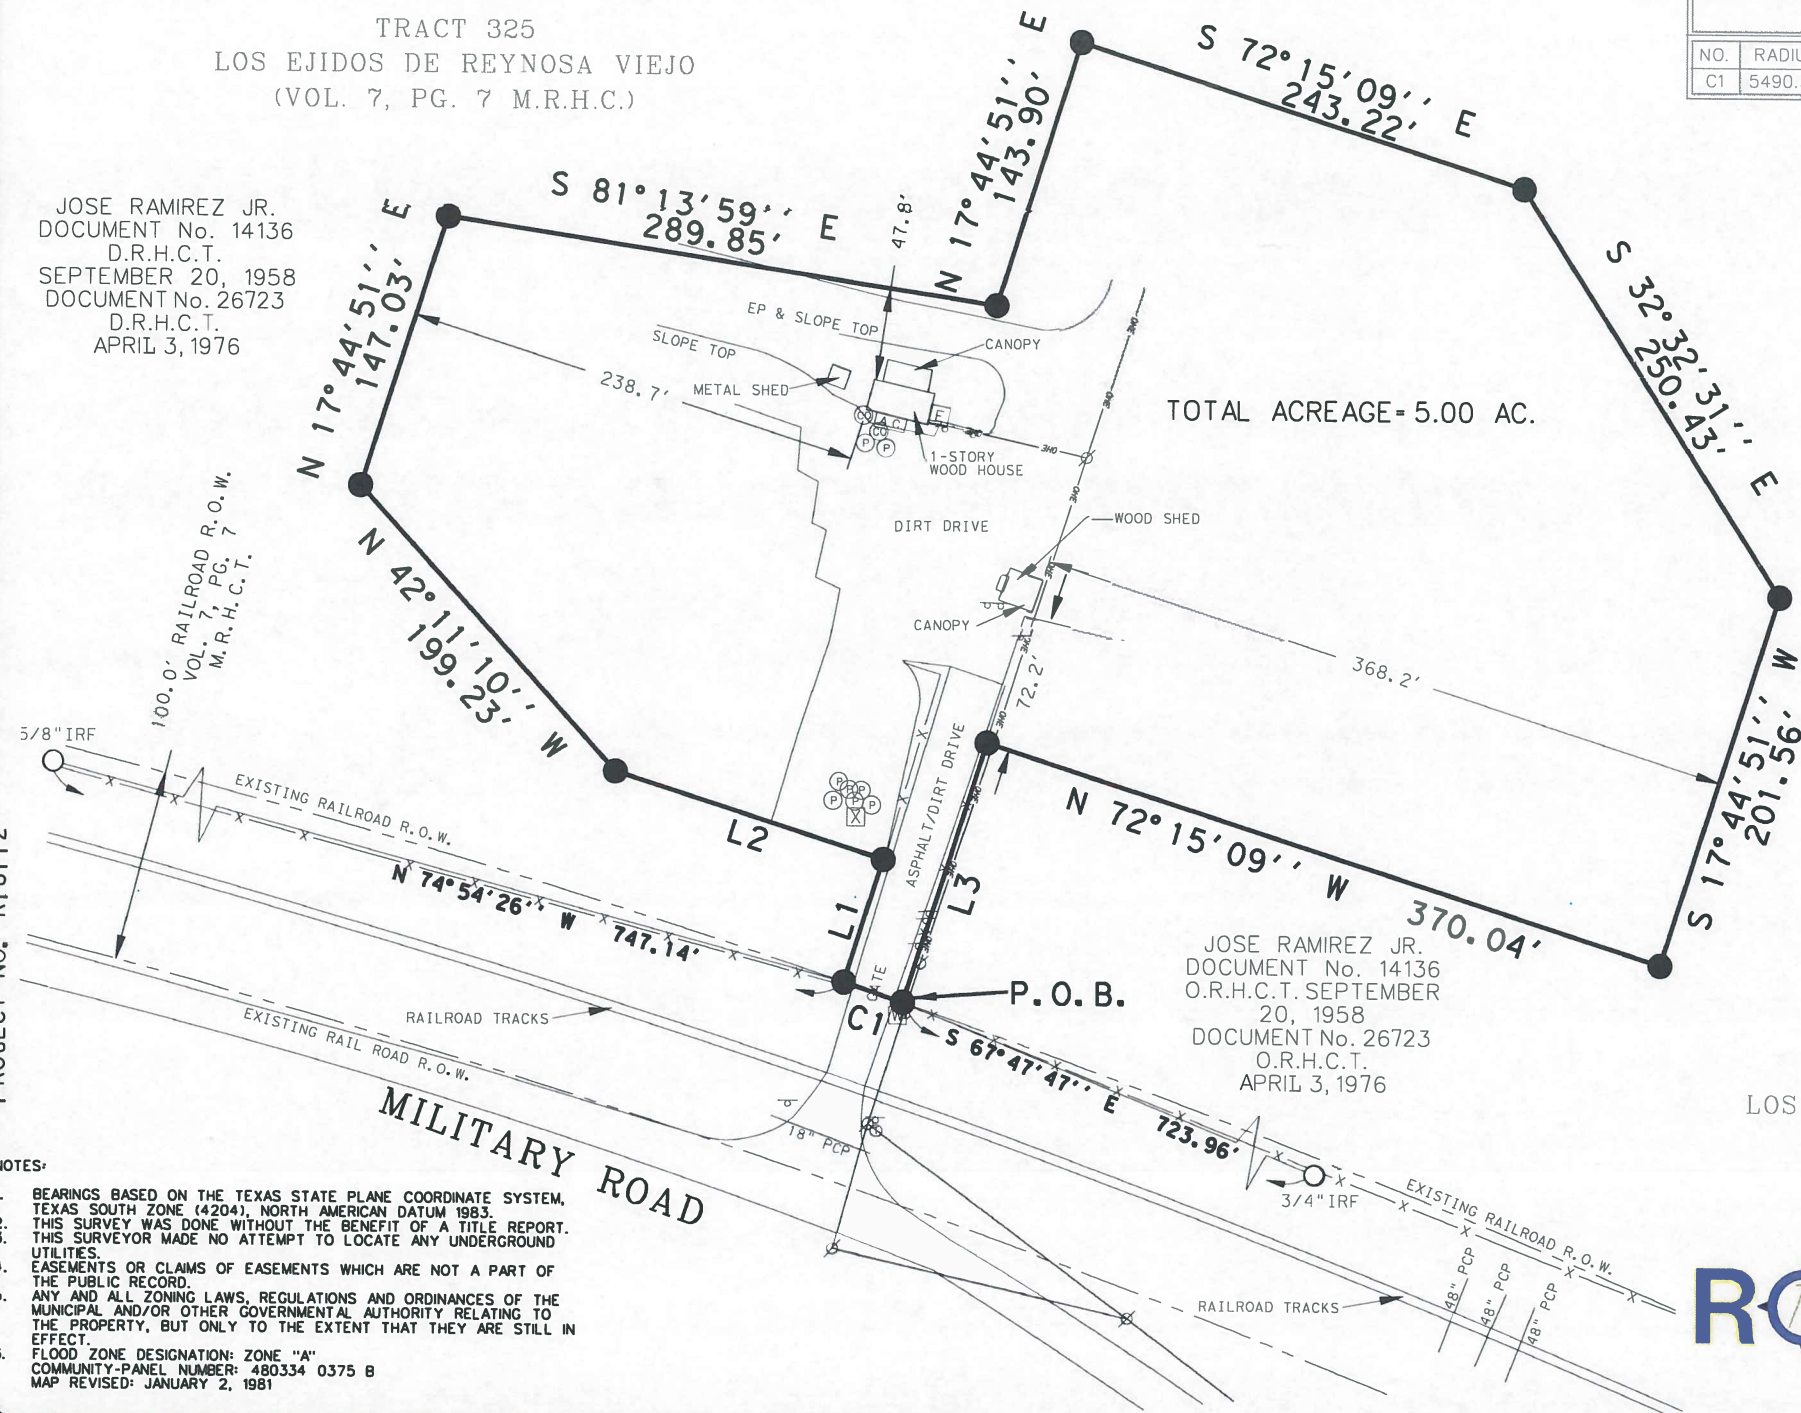 TRACT 325
LOS EJIDOS DE REYNOSA VIEJO
(VOL. 7, PG. 7 M.R.H.C.)
NO. RADIU
C1 5490.
S 72°15'09'' E
243.22'
N 17°44'51'' E
143.90'
S 81°13'59'' E
289.85'
47.8'
JOSE RAMIREZ JR.
DOCUMENT No. 14136
D.R.H.C.T.
SEPTEMBER 20, 1958
DOCUMENT No. 26723
D.R.H.C.T.
APRIL 3, 1976
N 17°44'51'' E
147.03'
S 32°32'31'' E
250.43'
EP & SLOPE TOP
SLOPE TOP
CANOPY
238.7'
METAL SHED
TOTAL ACREAGE= 5.00 AC.
CO
A C
E
CO
P
P
OHE
OHE
OHE
1-STORY
WOOD HOUSE
OHE
DIRT DRIVE
WOOD SHED
OHE
CANOPY
OHE
72.2'
368.2'
N 42°11'10'' W
199.23'
100.0' RAILROAD R.O.W.
VOL. 7, PG. 7
M.R.H.C.T.
S 17°44'51'' W
201.56'
5/8"IRF
EXISTING RAILROAD R.O.W.
P
P
P
P
P
P
X
ASPHALT/DIRT DRIVE
OHE
OHE
OHE
OHE
L2
L1
L3
N 72°15'09'' W
370.04'
N 74°54'26'' W 747.14'
GATE
P.O.B.
C1
S 67°47'47'' E
723.96'
JOSE RAMIREZ JR.
DOCUMENT No. 14136
O.R.H.C.T. SEPTEMBER
20, 1958
DOCUMENT No. 26723
O.R.H.C.T.
APRIL 3, 1976
RAILROAD TRACKS
EXISTING RAIL ROAD R.O.W.
MILITARY ROAD
18" PCP
LOS
3/4"IRF
EXISTING RAILROAD R.O.W.
RAILROAD TRACKS
48" PCP
48" PCP
48" PCP
NOTES:
BEARINGS BASED ON THE TEXAS STATE PLANE COORDINATE SYSTEM,
TEXAS SOUTH ZONE (4204), NORTH AMERICAN DATUM 1983.
THIS SURVEY WAS DONE WITHOUT THE BENEFIT OF A TITLE REPORT.
THIS SURVEYOR MADE NO ATTEMPT TO LOCATE ANY UNDERGROUND
UTILITIES.
EASEMENTS OR CLAIMS OF EASEMENTS WHICH ARE NOT A PART OF
THE PUBLIC RECORD.
ANY AND ALL ZONING LAWS, REGULATIONS AND ORDINANCES OF THE
MUNICIPAL AND/OR OTHER GOVERNMENTAL AUTHORITY RELATING TO
THE PROPERTY, BUT ONLY TO THE EXTENT THAT THEY ARE STILL IN
EFFECT.
FLOOD ZONE DESIGNATION: ZONE "A"
COMMUNITY-PANEL NUMBER: 480334 0375 B
MAP REVISED: JANUARY 2, 1981